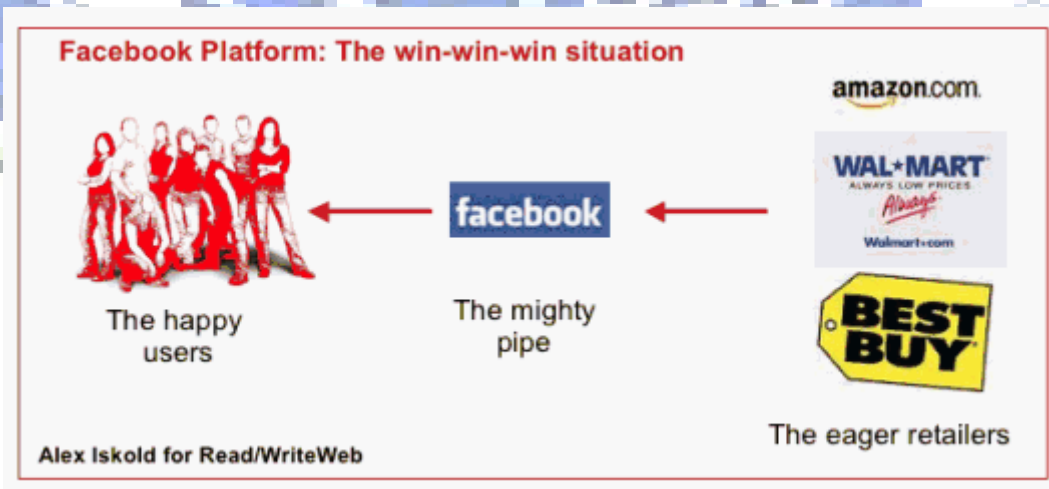 Facebook Platform: The win-win-win situation
amazon.com.
WAL★MART
ALWAYS LOW PRICES
Always
Walmart.com
facebook
BEST
BUY
The happy
users
The mighty
pipe
The eager retailers
Alex Iskold for Read/WriteWeb